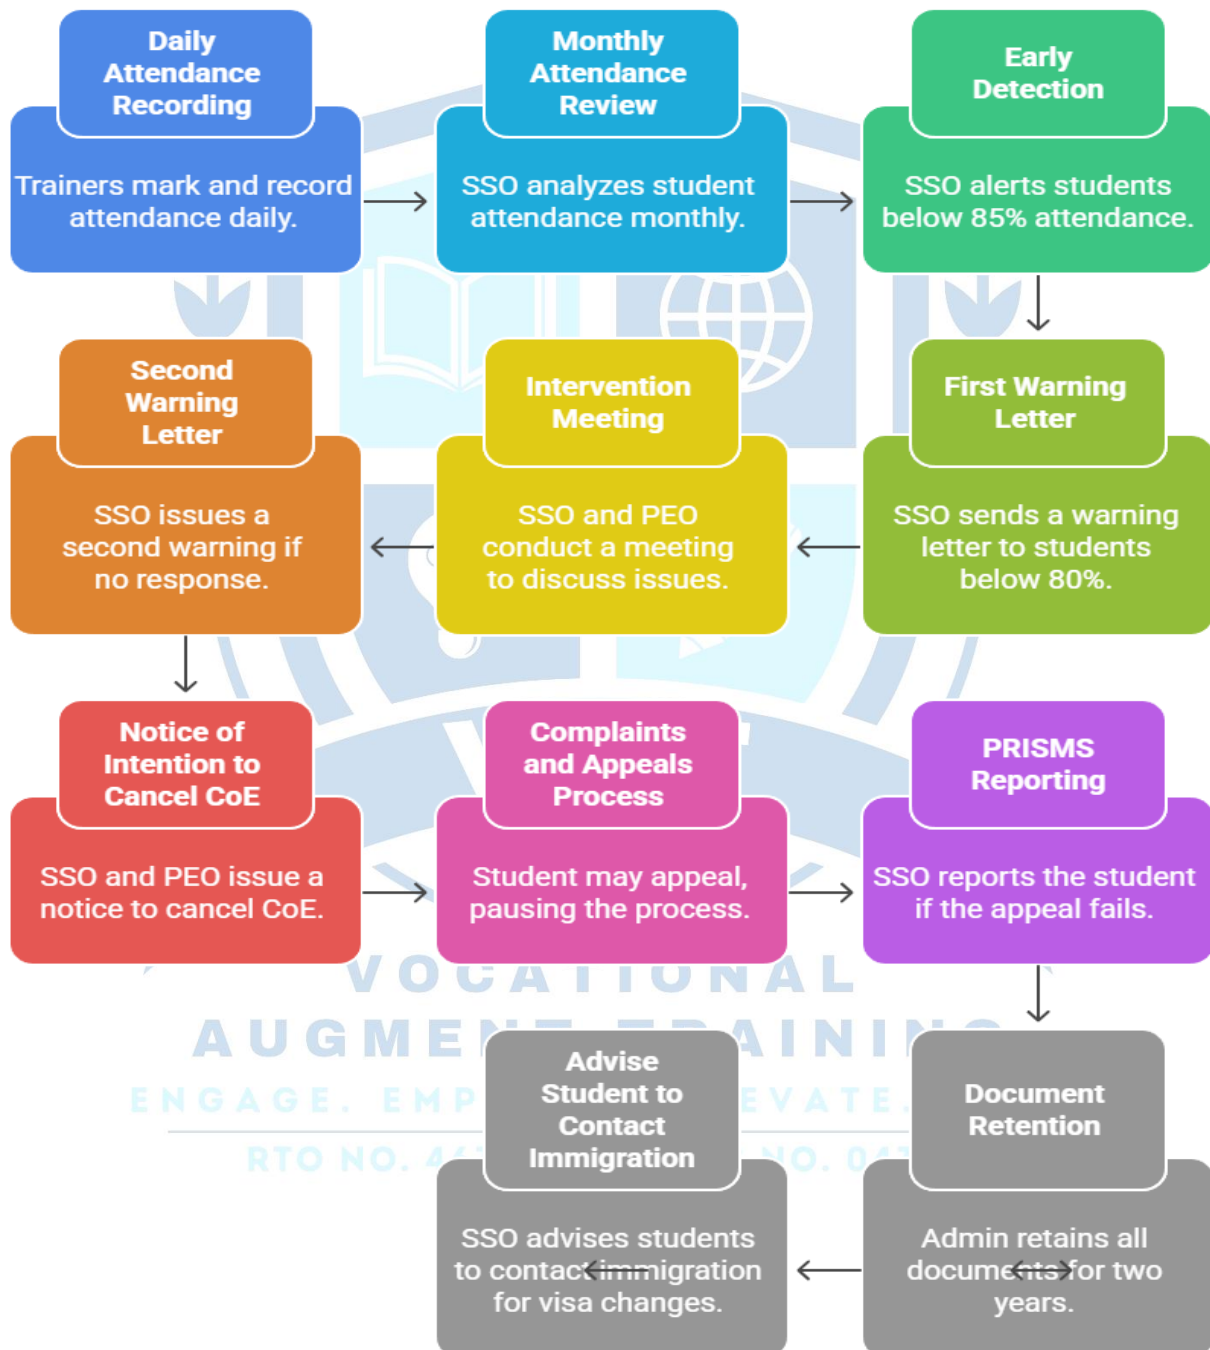 Daily
Attendance
Recording
Trainers mark and record
attendance daily.
Monthly
Attendance
Review
SSO analyzes student
attendance monthly.
Early
Detection
SSO alerts students
below 85% attendance.
First Warning
Letter
SSO sends a warning
letter to students
below 80%.
Intervention
Meeting
SSO and PEO
conduct a meeting
to discuss issues.
Second
Warning
Letter
SSO issues a
second warning if
no response.
Notice of
Intention to
Cancel CoE
SSO and PEO issue a
notice to cancel CoE.
Complaints
and Appeals
Process
Student may appeal,
pausing the process.
PRISMS
Reporting
SSO reports the student
if the appeal fails.
Document
Retention
Admin retains all
documents for two
years.
Advise
Student to
Contact
Immigration
SSO advises students
to contact immigration
for visa changes.
VOCATIONAL
TRAINING
ENGAGE.
RTO NO. NO.